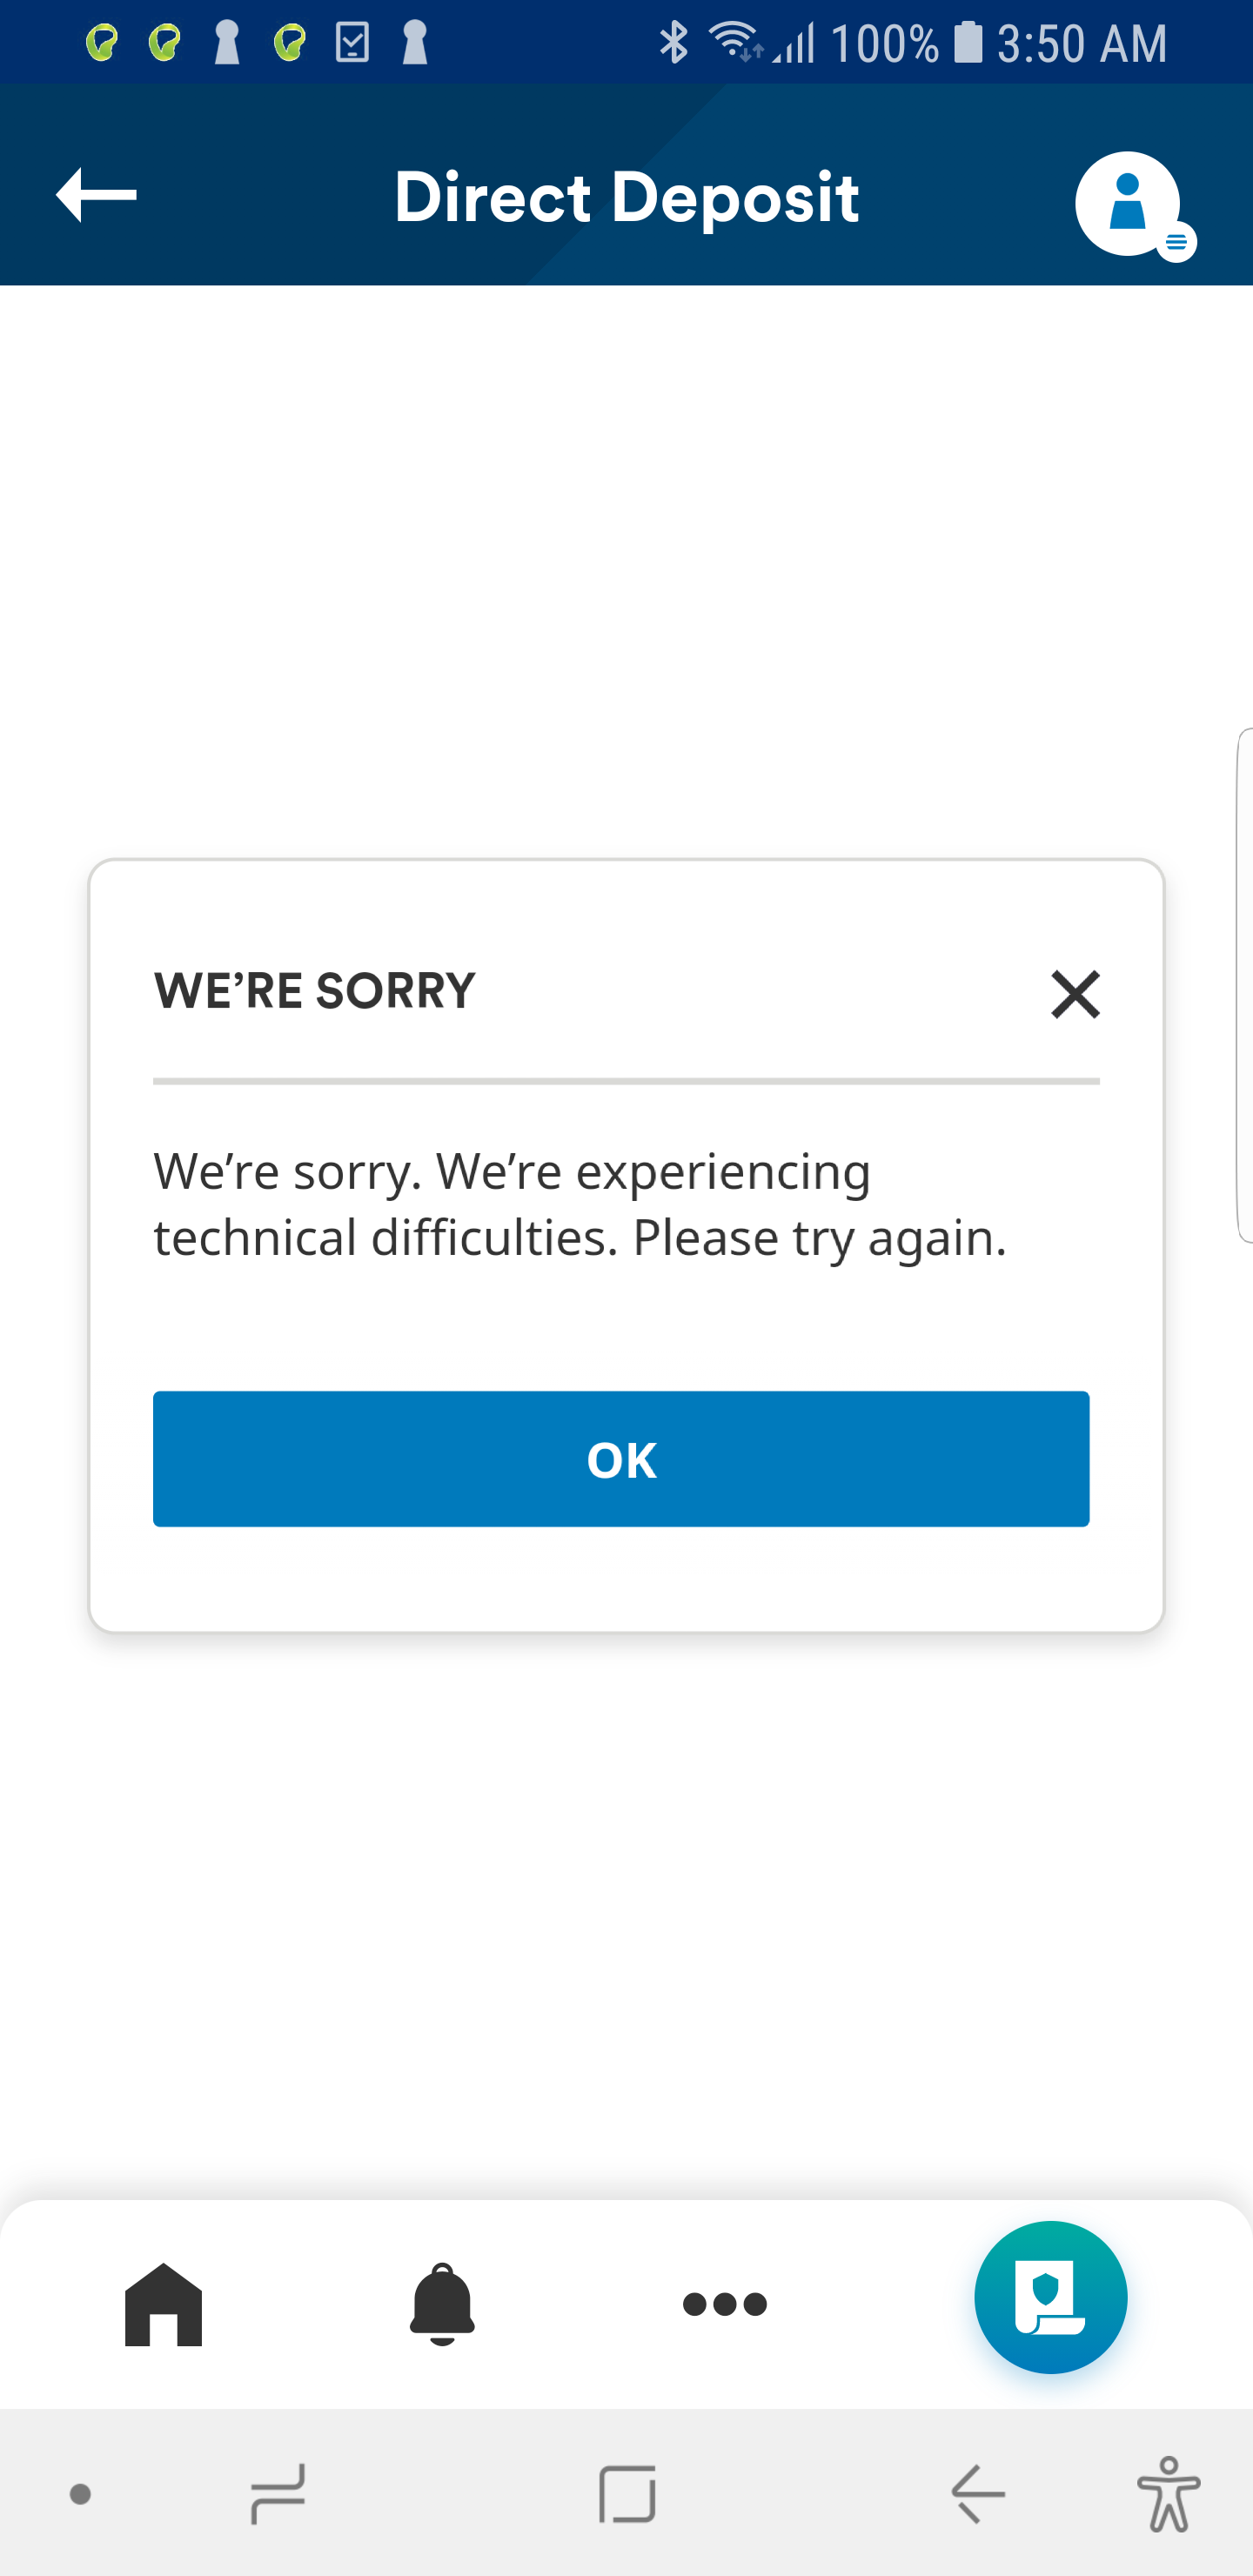 100% 3:50 AM
Direct Deposit
WE’RE SORRY
We’re sorry. We’re experiencing
technical difficulties. Please try again.
OK